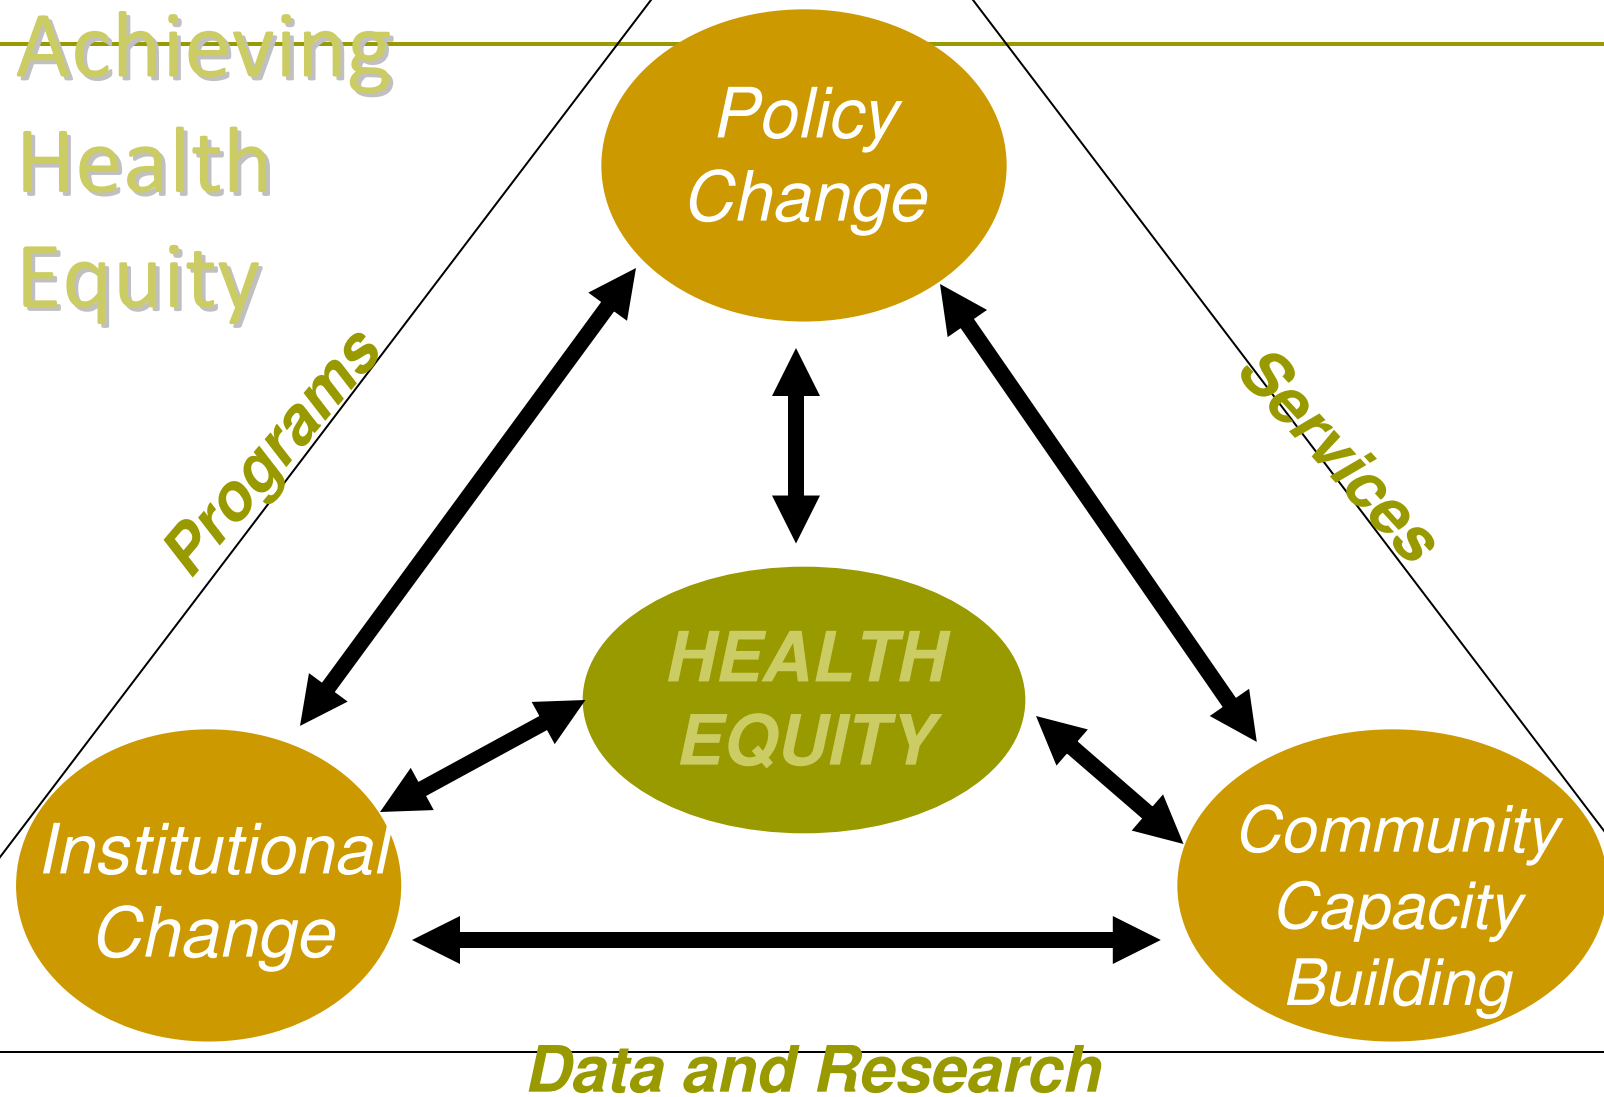 Achieving
Health
Equity
Policy
Change
Programs
Services
HEALTH
EQUITY
Institutional
Change
Community
Capacity
Building
Data and Research